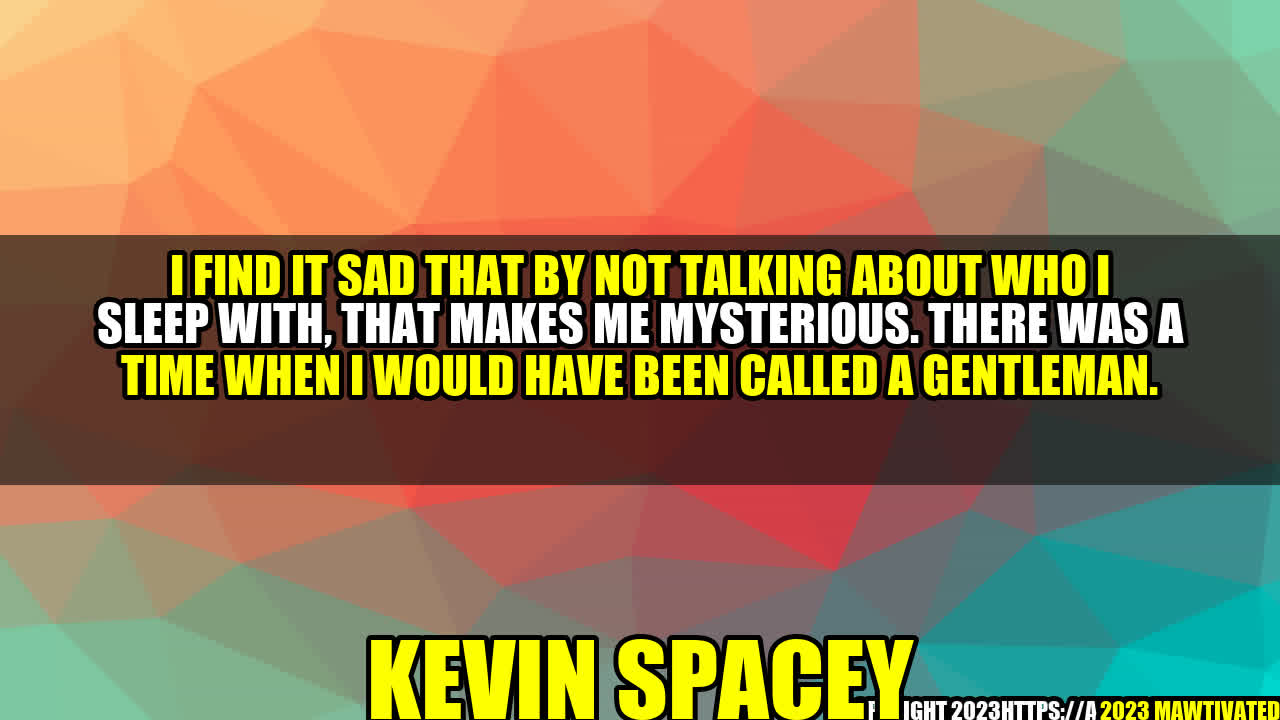 I FIND IT SAD THAT BY NOT TALKING ABOUT WHO I
SLEEP WITH, THAT MAKES ME MYSTERIOUS. THERE WAS A
TIME WHEN I WOULD HAVE BEEN CALLED A GENTLEMAN.
KEVIN SPACEY
2023HTTPS://A 2023 MAWTIVATED